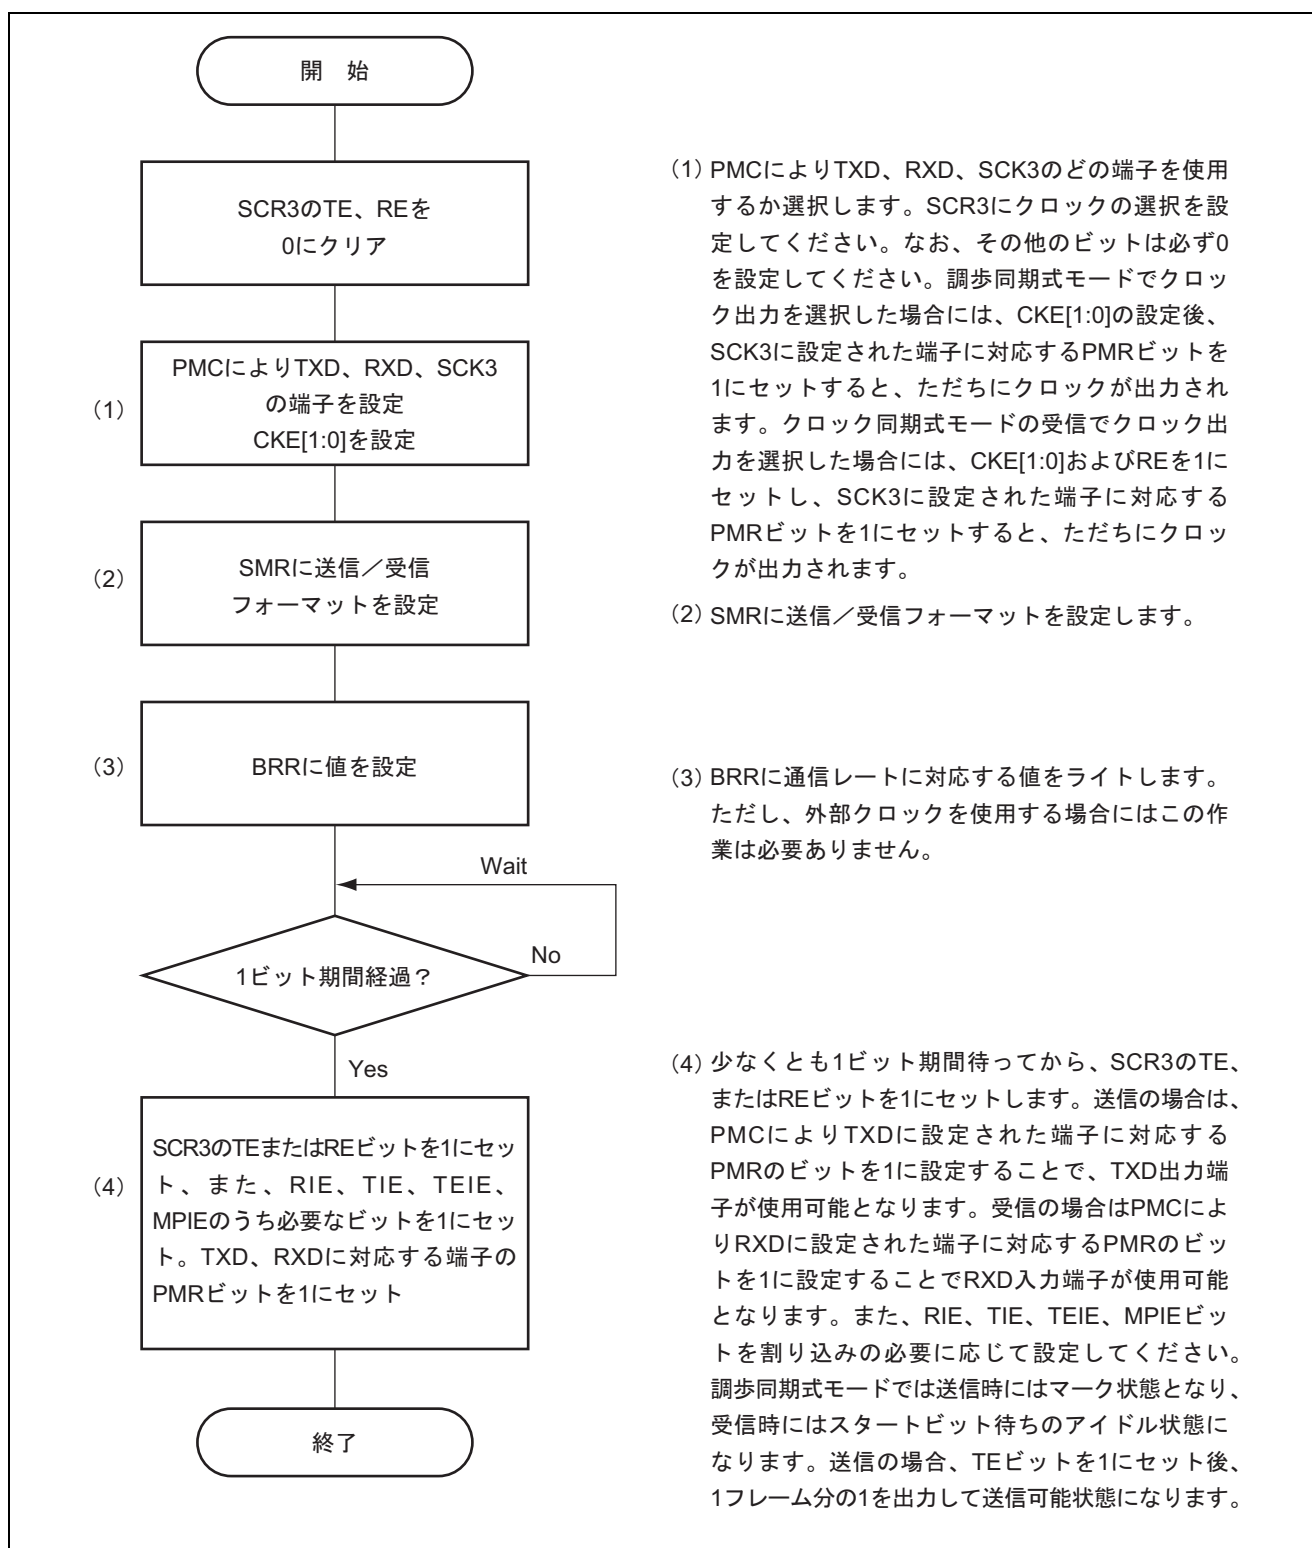 開 始
SCR3のTE、REを
0にクリア
(1)
PMCによりTXD、RXD、SCK3
の端子を設定
CKE[1:0]を設定
(2)
SMRに送信／受信
フォーマットを設定
(3)
BRRに値を設定
Wait
1ビット期間経過？
No
Yes
(4)
SCR3のTEまたはREビットを1にセッ
ト、また、RIE、TIE、TEIE、
MPIEのうち必要なビットを1にセッ
ト。TXD、RXDに対応する端子の
PMRビットを1にセット
終了
(1) PMCによりTXD、RXD、SCK3のどの端子を使用
するか選択します。SCR3にクロックの選択を設
定してください。なお、その他のビットは必ず0
を設定してください。調歩同期式モードでクロッ
ク出力を選択した場合には、CKE[1:0]の設定後、
SCK3に設定された端子に対応するPMRビットを
1にセットすると、ただちにクロックが出力され
ます。クロック同期式モードの受信でクロック出
力を選択した場合には、CKE[1:0]およびREを1に
セットし、SCK3に設定された端子に対応する
PMRビットを1にセットすると、ただちにクロッ
クが出力されます。
(2) SMRに送信／受信フォーマットを設定します。
(3) BRRに通信レートに対応する値をライトします。
ただし、外部クロックを使用する場合にはこの作
業は必要ありません。
(4) 少なくとも1ビット期間待ってから、SCR3のTE、
またはREビットを1にセットします。送信の場合は、
PMCによりTXDに設定された端子に対応する
PMRのビットを1に設定することで、TXD出力端
子が使用可能となります。受信の場合はPMCによ
りRXDに設定された端子に対応するPMRのビッ
トを1に設定することでRXD入力端子が使用可能
となります。また、RIE、TIE、TEIE、MPIEビッ
トを割り込みの必要に応じて設定してください。
調歩同期式モードでは送信時にはマーク状態となり、
受信時にはスタートビット待ちのアイドル状態に
なります。送信の場合、TEビットを1にセット後、
1フレーム分の1を出力して送信可能状態になります。